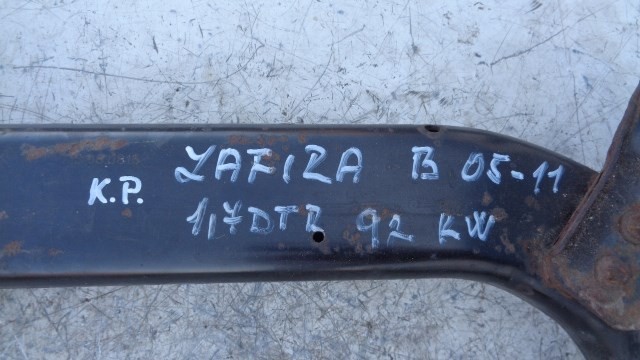 ZAFIRA B 05-11
K.P.
1,7DTR 92 KW